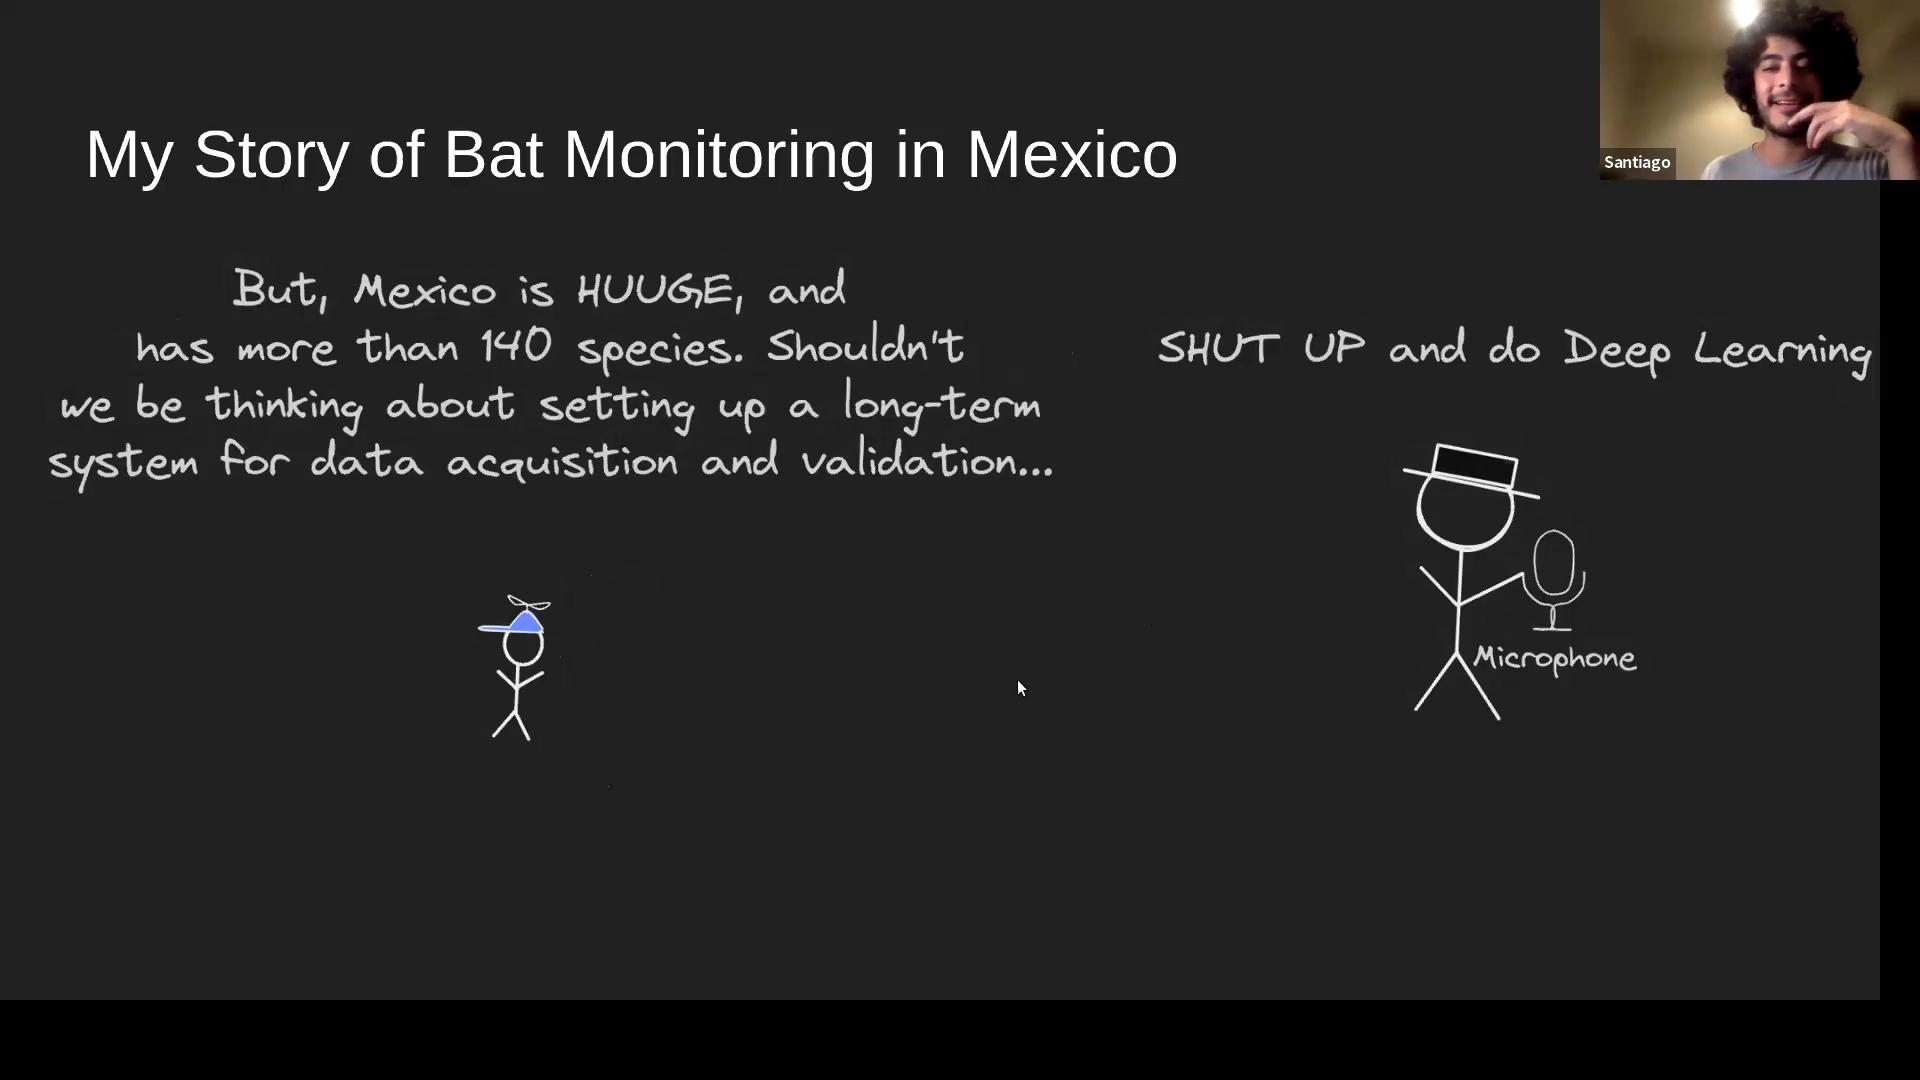 My Story of Bat Monitoring in Mexico
Santiago
But, Mexico is HUUGE, and
has more than 140 species. Shouldn't
we be thinking about setting up a long-term
system for data acquisition and validation...
SHUT UP and do Deep Learning
Microphone